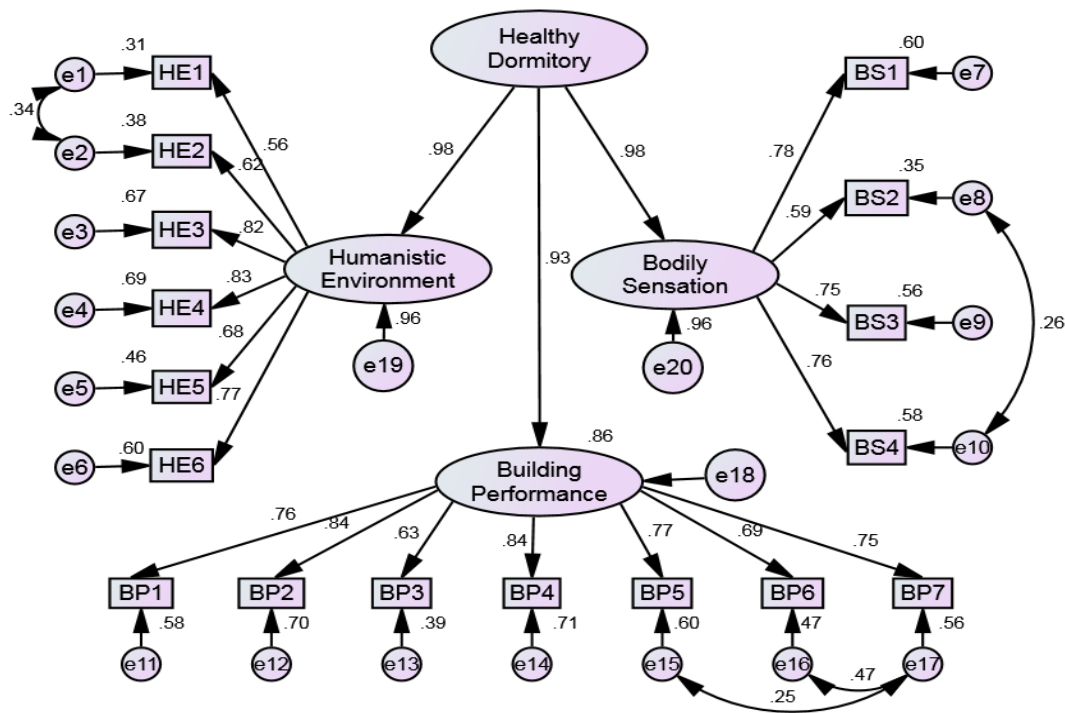 Healthy
Dormitory
.31
e1
HE1
.34
.38
e2
HE2
.67
e3
HE3
.69
e4
HE4
.46
e5
HE5
.60
e6
HE6
.56
.62
.82
.83
.68
.77
Humanistic
Environment
.96
e19
.98
.93
.98
Bodily
Sensation
.96
e20
.78
.59
.75
.76
.60
BS1
e7
.35
BS2
e8
.56
BS3
e9
.58
BS4
e10
.26
.86
Building
Performance
e18
.76
.84
.63
.84
.77
.69
.75
BP1
BP2
BP3
BP4
BP5
BP6
BP7
.58
.70
.39
.71
.60
.47
.56
e11
e12
e13
e14
e15
e16
e17
.47
.25